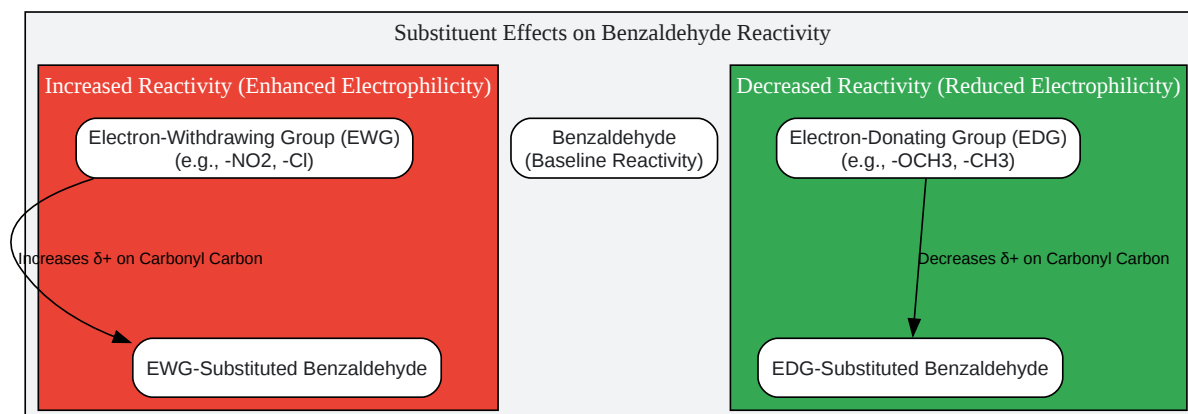 Substituent Effects on Benzaldehyde Reactivity
Increased Reactivity (Enhanced Electrophilicity)
Electron-Withdrawing Group (EWG)
(e.g., -NO2, -Cl)
Increases δ+ on Carbonyl Carbon
EWG-Substituted Benzaldehyde
Benzaldehyde
(Baseline Reactivity)
Decreased Reactivity (Reduced Electrophilicity)
Electron-Donating Group (EDG)
(e.g., -OCH3, -CH3)
Decreases δ+ on Carbonyl Carbon
EDG-Substituted Benzaldehyde